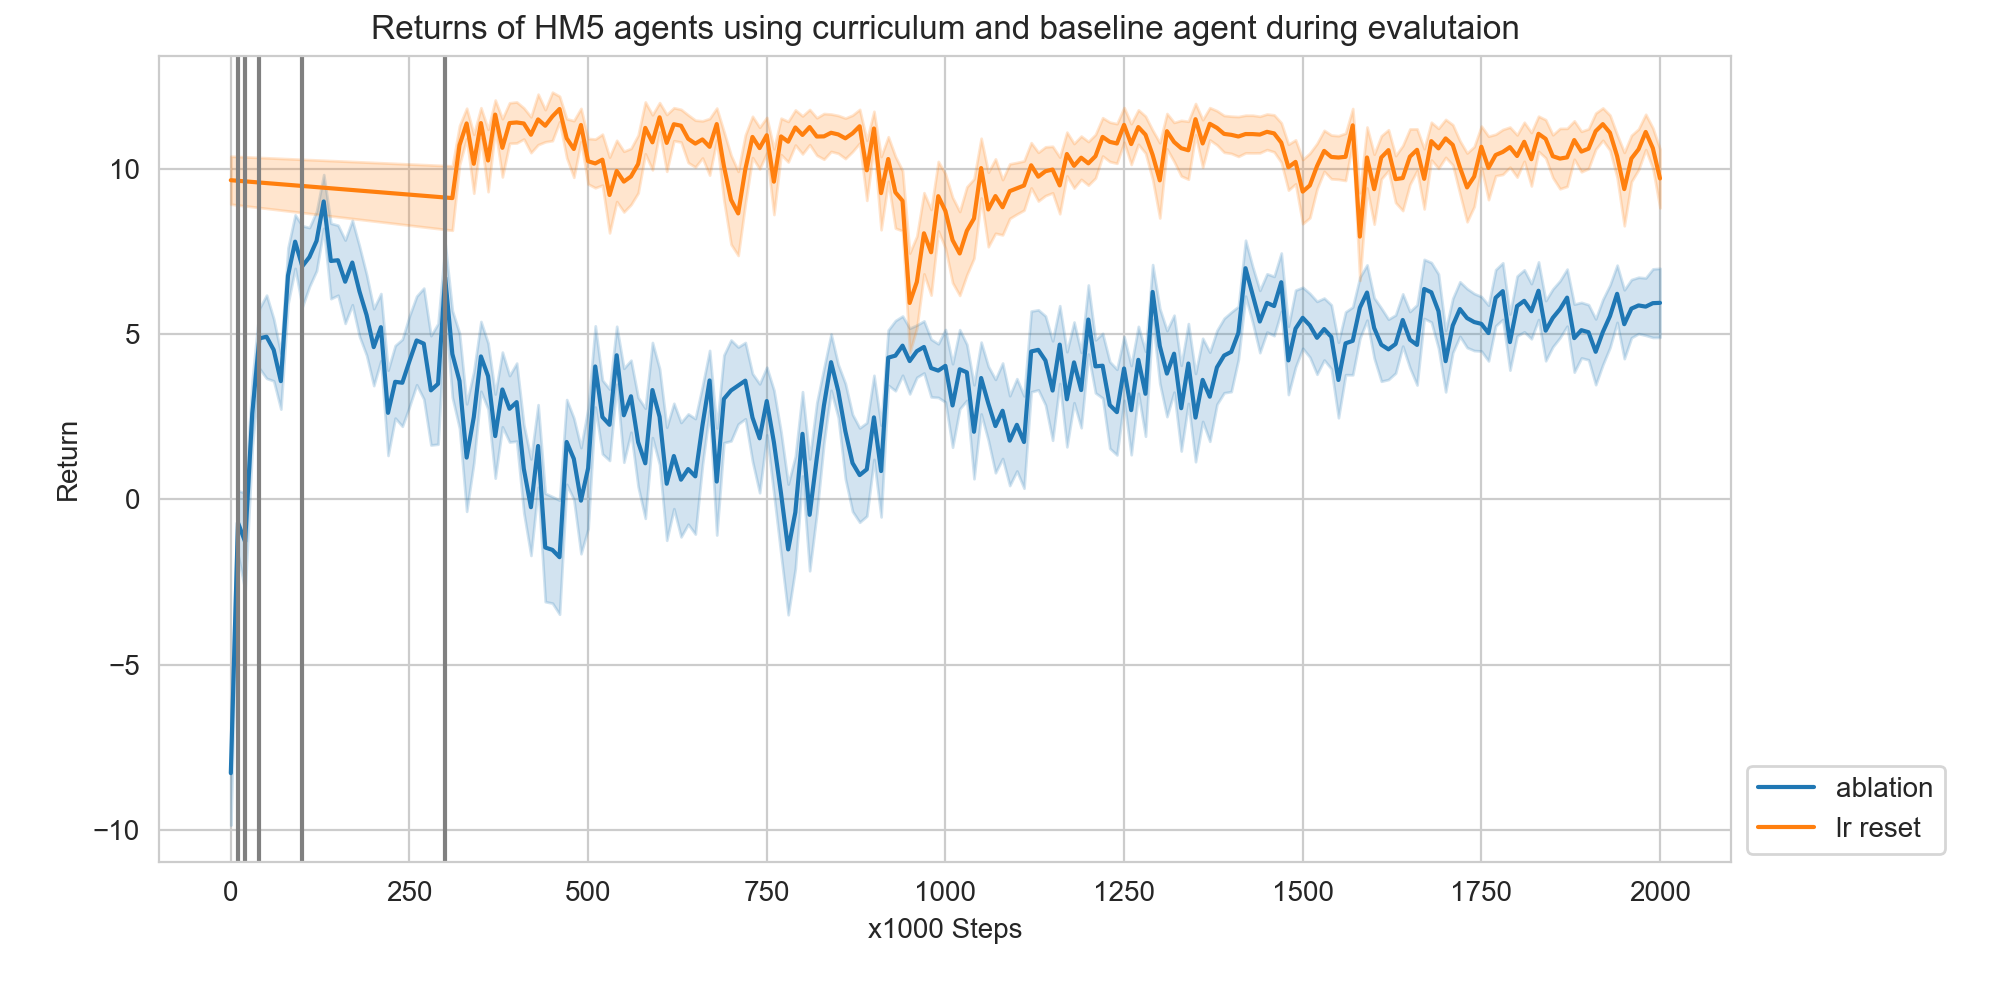 Returns of HM5 agents using curriculum and baseline agent during evalutaion
10
5
0
−5
−10
Return
0 250 500 750 1000 1250 1500 1750 2000
x1000 Steps
ablation
lr reset